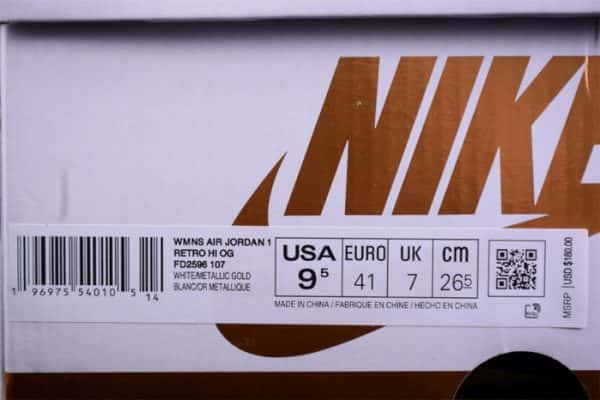 NIKE
WMNS AIR JORDAN 1
RETRO HI OG
FD2596 107
WHITE/METALLIC GOLD
BLANC/OR METALLIQUE
1 96975 54010 5 14
USA EURO UK CM
9⁵ 41 7 26⁵
MADE IN CHINA / FABRIQUE EN CHINE / HECHO EN CHINA
MSRP USD $180.00